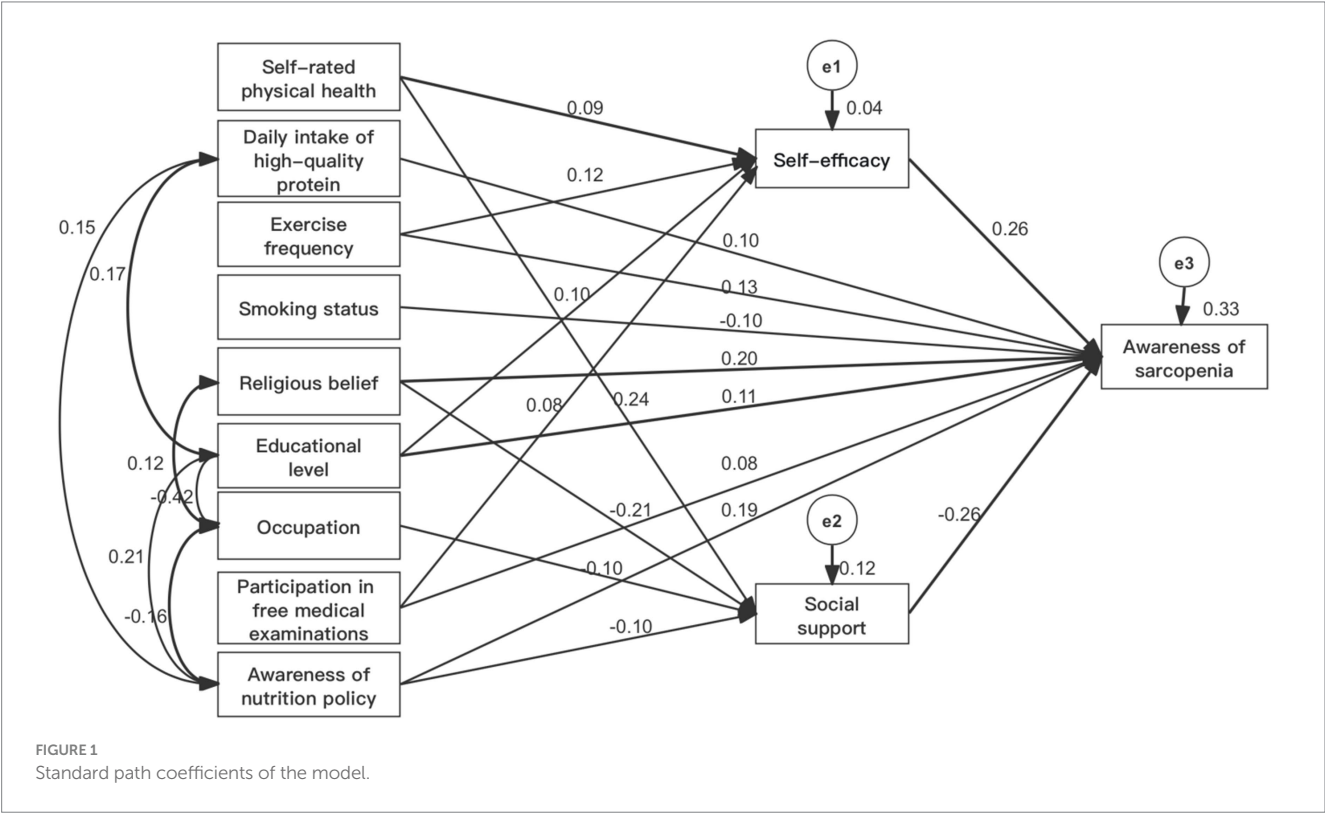 Self-rated
physical health
Daily intake of
high-quality
protein
Exercise
frequency
Smoking status
Religious belief
Educational
level
Occupation
Participation in
free medical
examinations
Awareness of
nutrition policy
0.15
0.17
0.12
-0.42
0.21
-0.16
0.09
0.12
0.10
0.13
0.10
-0.10
0.20
0.08
0.24
0.11
0.08
-0.21
0.19
-0.10
-0.10
e1
0.04
Self-efficacy
0.26
e2
0.12
Social
support
-0.26
e3
0.33
Awareness of
sarcopenia
FIGURE 1
Standard path coefficients of the model.